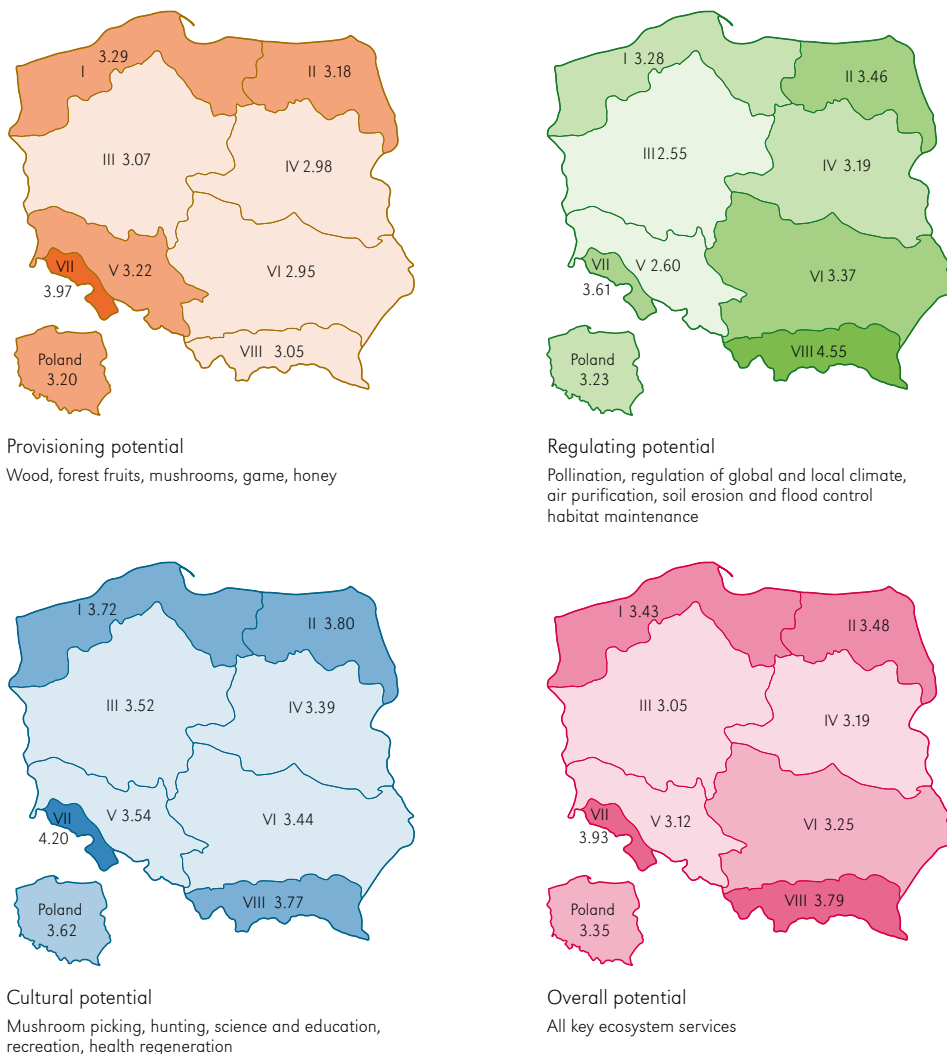 I 3.29
II 3.18
III 3.07
IV 2.98
V 3.22
VI 2.95
VII
3.97
VIII 3.05
Poland
3.20
Provisioning potential
Wood, forest fruits, mushrooms, game, honey
I 3.28
II 3.46
III 2.55
IV 3.19
V 2.60
VI 3.37
VII
3.61
VIII 4.55
Poland
3.23
Regulating potential
Pollination, regulation of global and local climate,
air purification, soil erosion and flood control
habitat maintenance
I 3.72
II 3.80
III 3.52
IV 3.39
V 3.54
VI 3.44
VII
4.20
VIII 3.77
Poland
3.62
Cultural potential
Mushroom picking, hunting, science and education,
recreation, health regeneration
I 3.43
II 3.48
III 3.05
IV 3.19
V 3.12
VI 3.25
VII
3.93
VIII 3.79
Poland
3.35
Overall potential
All key ecosystem services